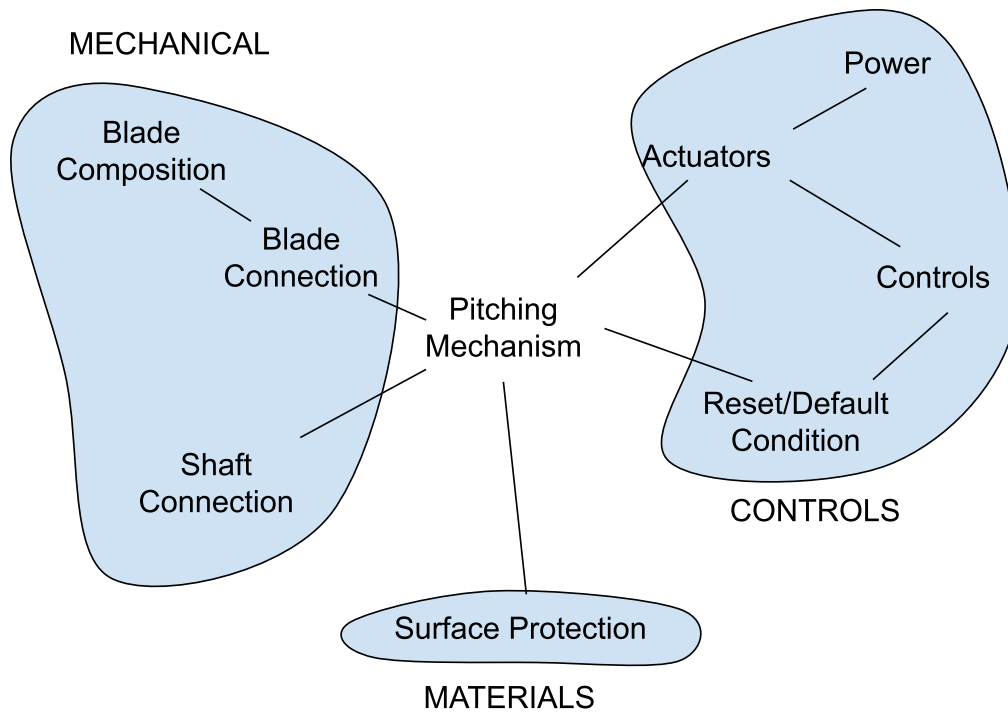 MECHANICAL
Blade
Composition
Blade
Connection
Shaft
Connection
Pitching
Mechanism
Power
Actuators
Controls
Reset/Default
Condition
CONTROLS
Surface Protection
MATERIALS